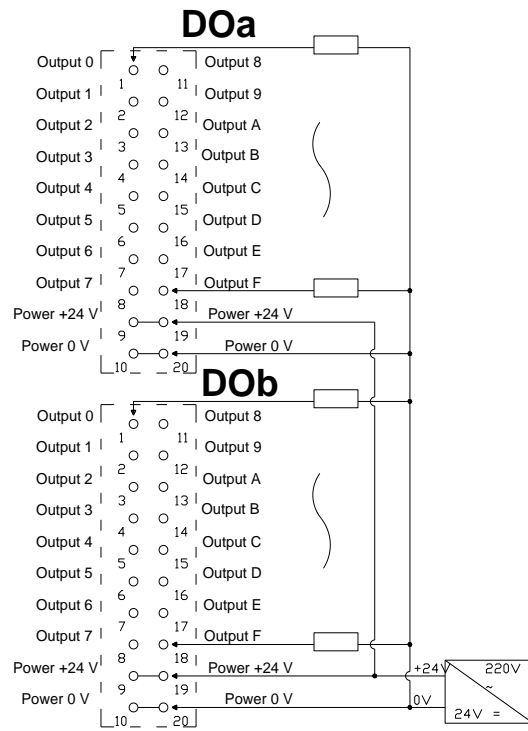 DOa
Output 0 Output 8
1 11
Output 1 Output 9
2 12
Output 2 Output A
3 13
Output 3 Output B
4 14
Output 4 Output C
5 15
Output 5 Output D
6 16
Output 6 Output E
7 17
Output 7 Output F
8 18
Power +24 V Power +24 V
9 19
Power 0 V Power 0 V
10 20
DOb
Output 0 Output 8
1 11
Output 1 Output 9
2 12
Output 2 Output A
3 13
Output 3 Output B
4 14
Output 4 Output C
5 15
Output 5 Output D
6 16
Output 6 Output E
7 17
Output 7 Output F
8 18
Power +24 V Power +24 V +24V 220V
9 19 ~
Power 0 V Power 0 V 0V
10 20 24V =